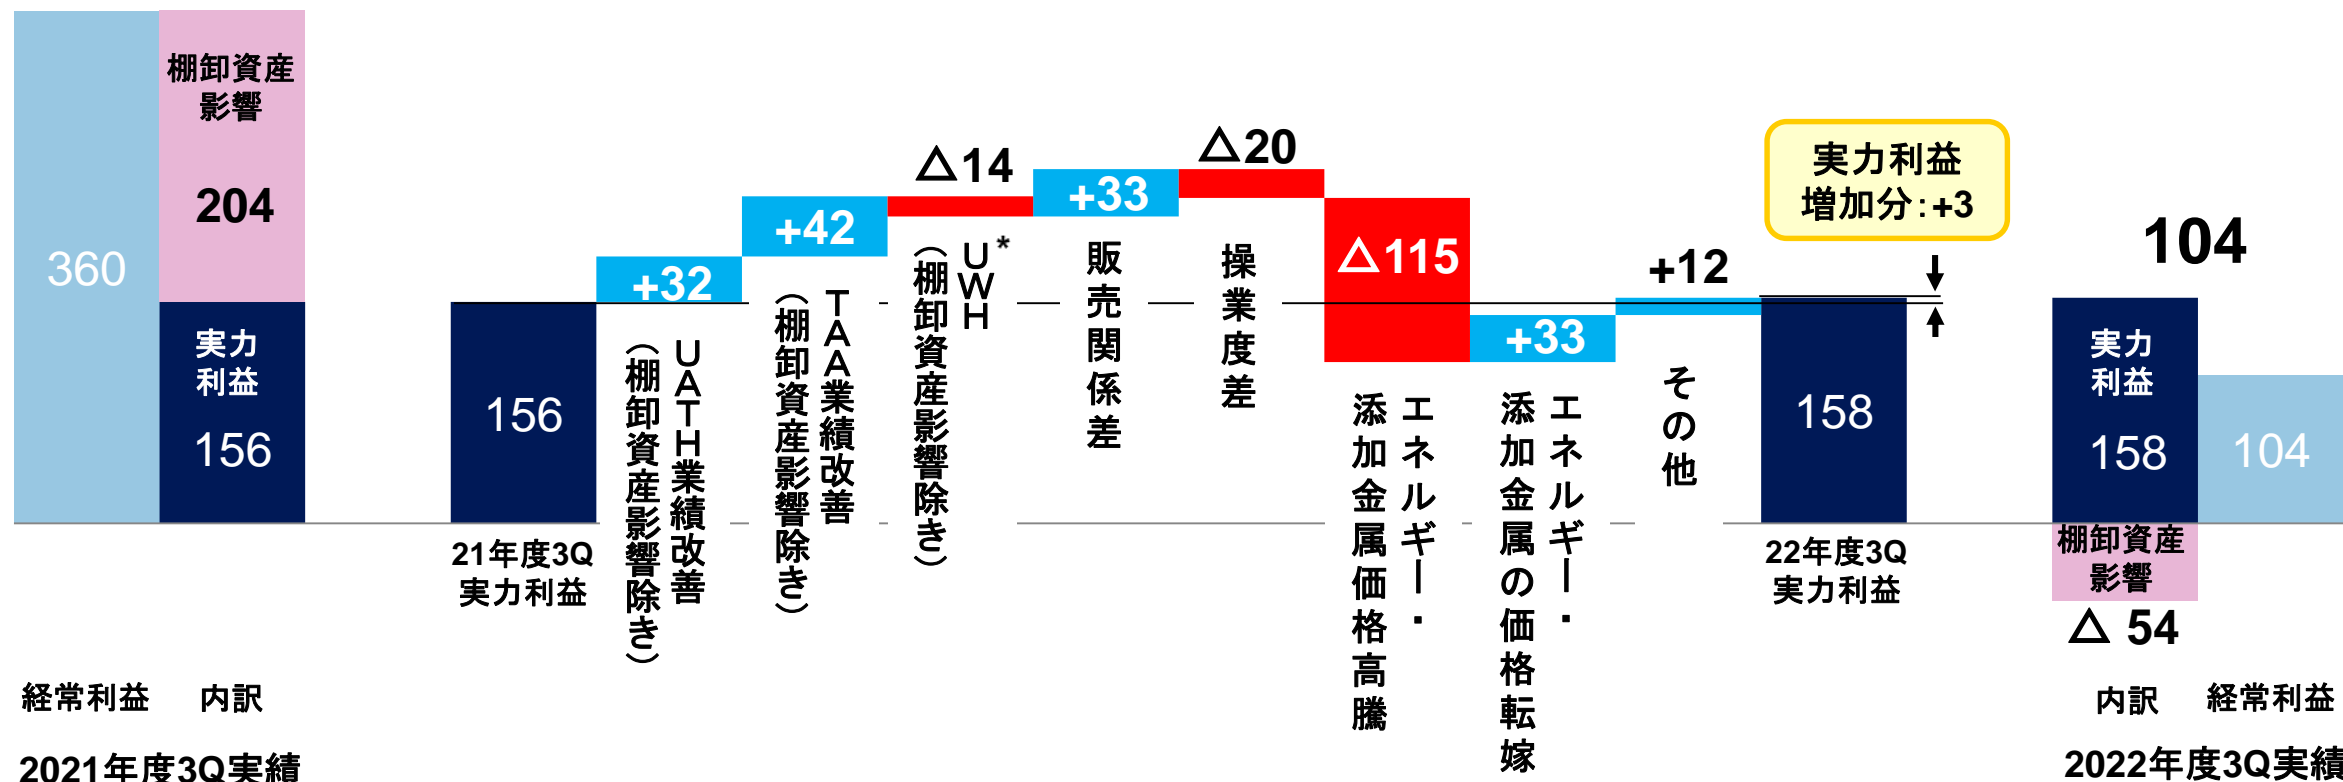 360
棚卸資産
影響
204
実力
利益
156
経常利益
内訳
2021年度3Q実績
156
21年度3Q
実力利益
+32
UATH業績改善
（棚卸資産影響除き）
+42
TAA業績改善
（棚卸資産影響除き）
△14
UWH*
（棚卸資産影響除き）
+33
販売関係差
△20
操業度差
△115
エネルギー・
添加金属価格高騰
+33
エネルギー・
添加金属の価格転嫁
+12
その他
実力利益
増加分：+3
158
22年度3Q
実力利益
104
実力
利益
158
棚卸資産
影響
△ 54
104
内訳
経常利益
2022年度3Q実績